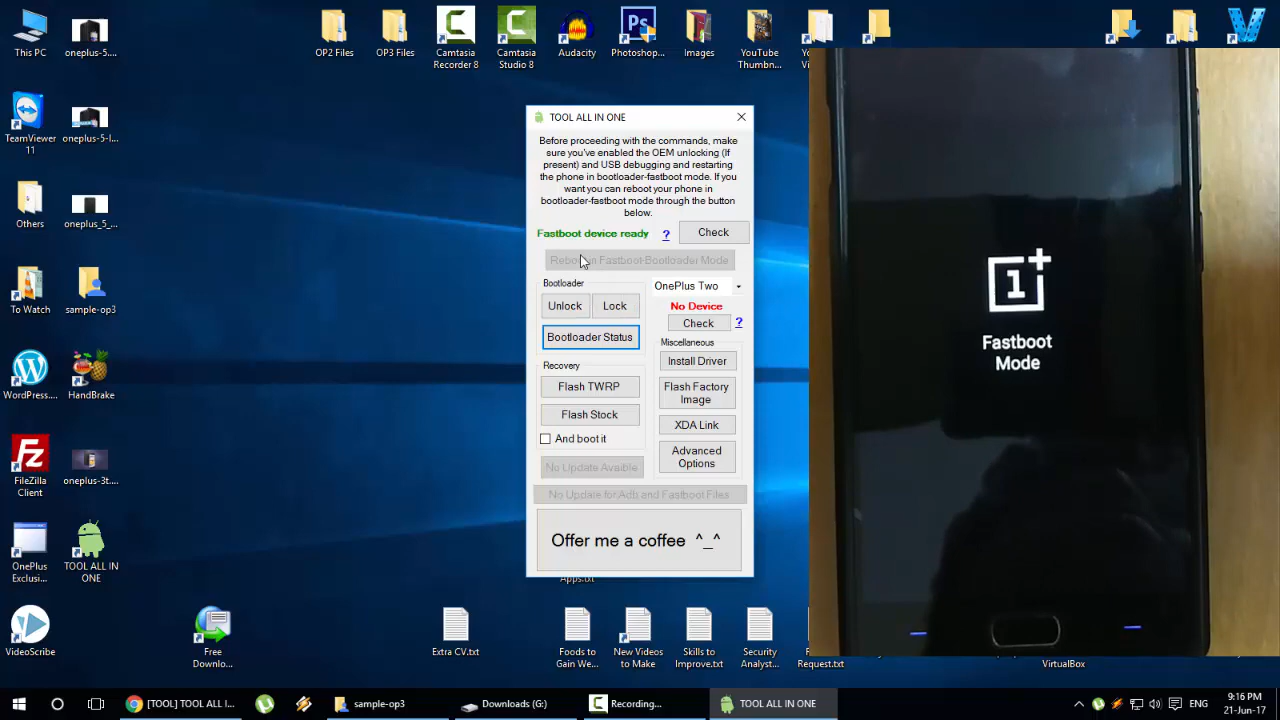 This PC
oneplus-5....
OP2 Files
OP3 Files
Camtasia
Recorder 8
Camtasia
Studio 8
Audacity
Photoshop...
Images
YouTube
Thumbn...
TeamViewer
11
oneplus-5-l...
Others
oneplus_5_...
To Watch
sample-op3
WordPress....
HandBrake
FileZilla
Client
oneplus-3t....
OnePlus
Exclusi...
TOOL ALL IN
ONE
VideoScribe
Free
Downlo...
Extra CV.txt
Foods to
Gain We...
New Videos
to Make
Skills to
Improve.txt
Security
Analyst...
Request.txt
VirtualBox
Apps.txt
TOOL ALL IN ONE
Before proceeding with the commands, make
sure you've enabled the OEM unlocking (If
present) and USB debugging and restarting
the phone in bootloader-fastboot mode. If you
want you can reboot your phone in
bootloader-fastboot mode through the button
below.
Fastboot device ready ? Check
Bootloader
OnePlus Two
Unlock Lock
No Device
Check ?
Bootloader Status
Miscellaneous
Install Driver
Recovery
Flash TWRP
Flash Factory
Image
Flash Stock
XDA Link
And boot it
Advanced
Options
No Update Avaible
No Update for Adb and Fastboot Files
Offer me a coffee ^_^
1+
Fastboot
Mode
[TOOL] TOOL ALL I...
sample-op3
Downloads (G:)
Recording...
TOOL ALL IN ONE
ENG
9:16 PM
21-Jun-17